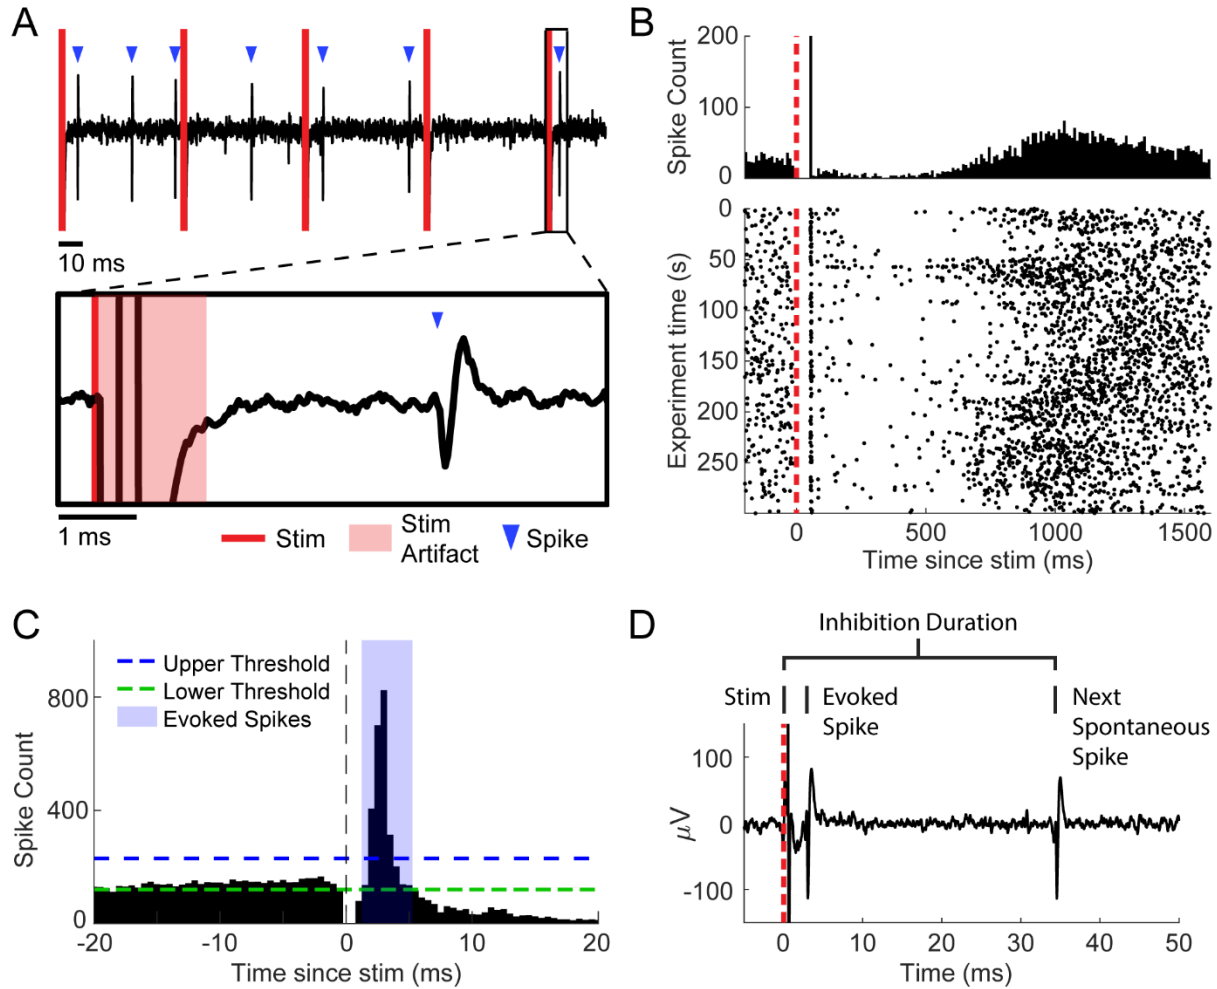 A
10 ms
1 ms
Stim
Stim
Artifact
Spike
B
Spike Count
200
100
0
Experiment time (s)
0
50
100
150
200
250
0
500
1000
1500
Time since stim (ms)
C
Upper Threshold
Lower Threshold
Evoked Spikes
Spike Count
800
400
0
-20
-10
0
10
20
Time since stim (ms)
D
Inhibition Duration
Stim
Evoked
Spike
Next
Spontaneous
Spike
µV
100
0
-100
0
10
20
30
40
50
Time (ms)